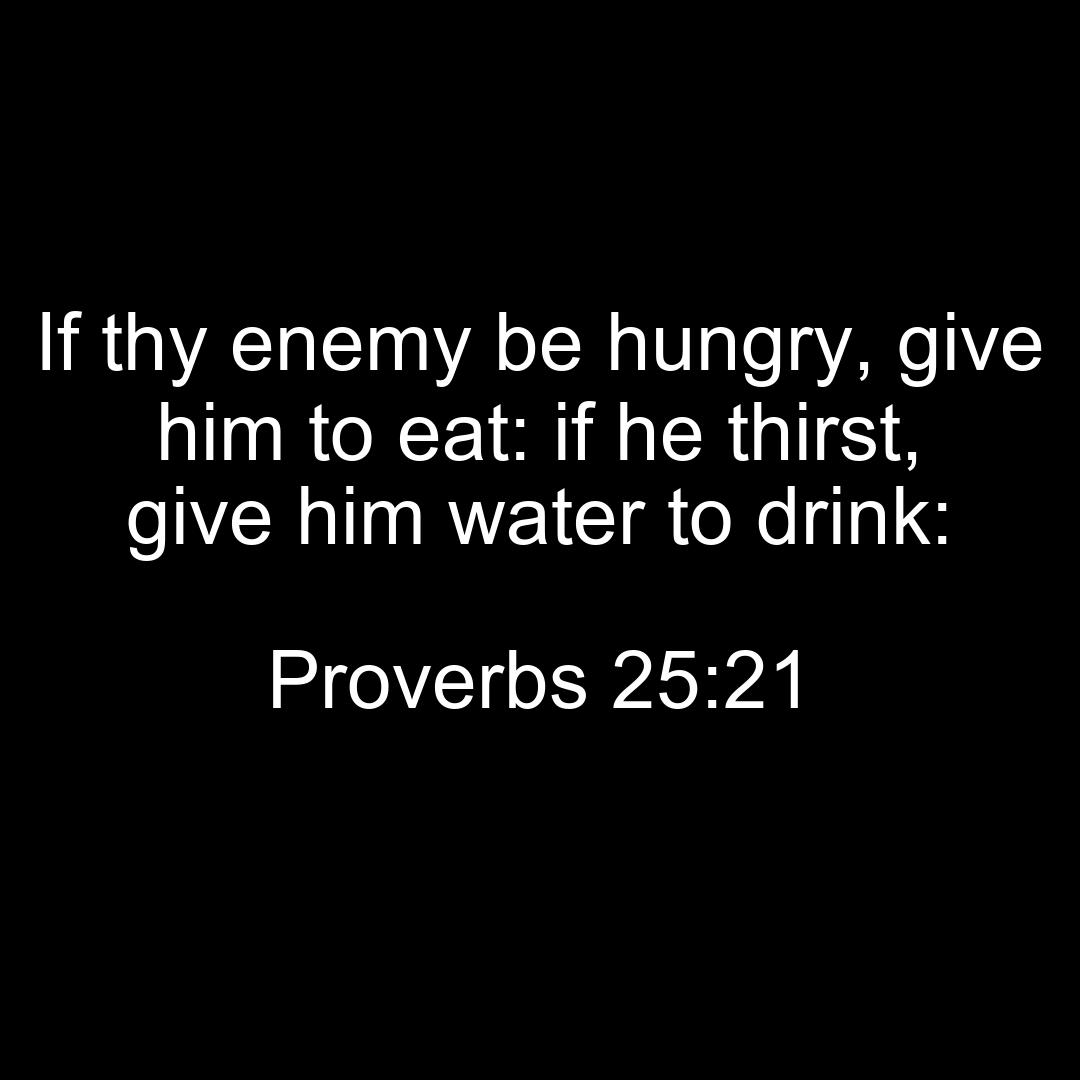 If thy enemy be hungry, give
him to eat: if he thirst,
give him water to drink:
Proverbs 25:21